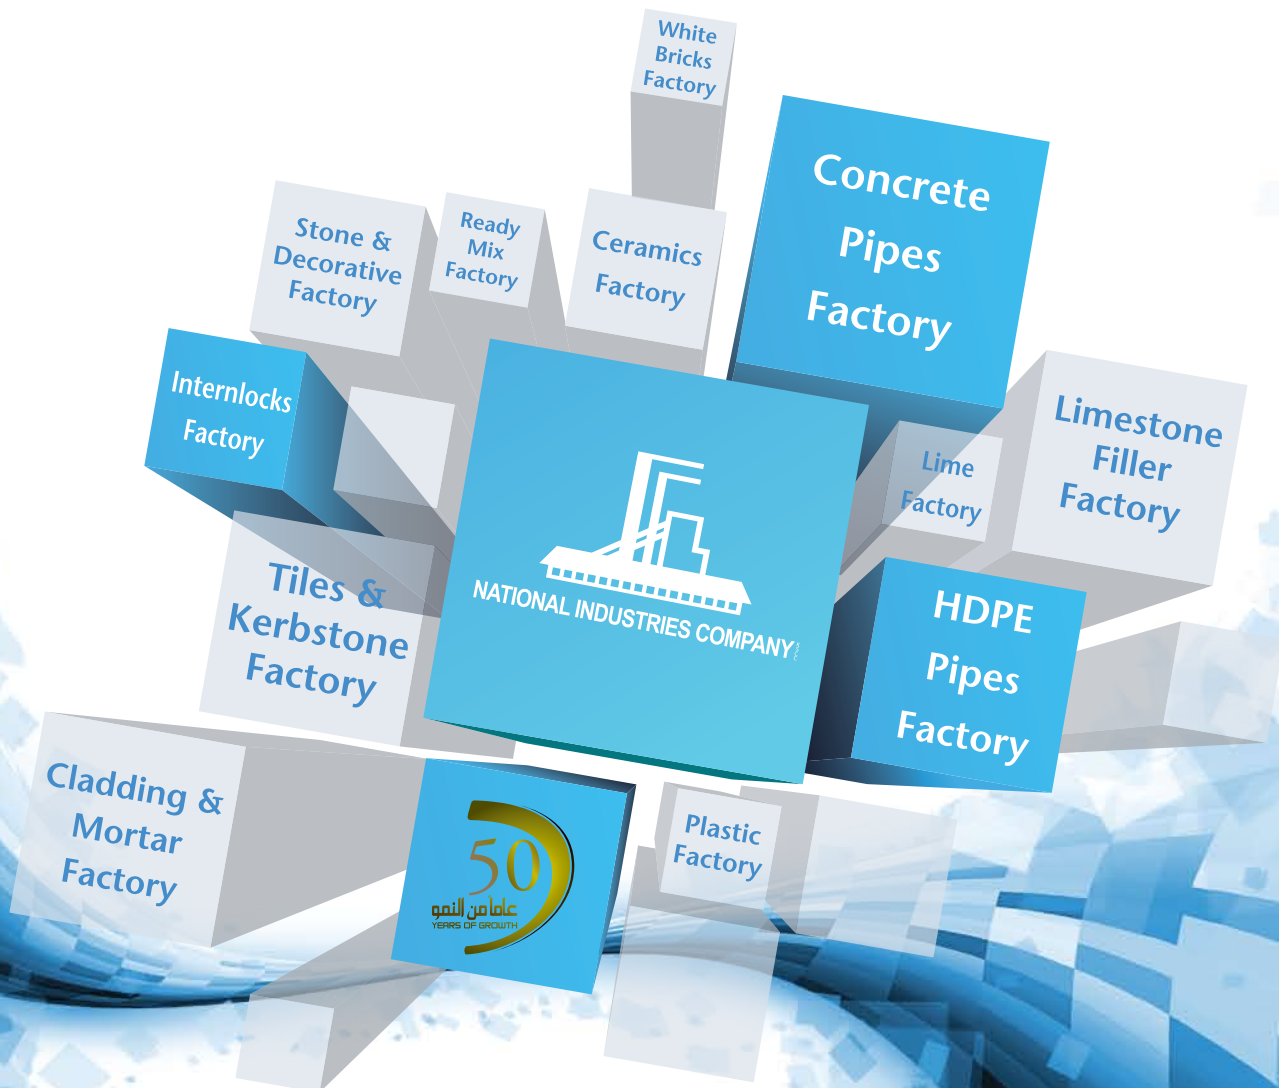 White
Bricks
Factory
Concrete
Pipes
Factory
Stone &
Decorative
Factory
Ready
Mix
Factory
Ceramics
Factory
Internlocks
Factory
Limestone
Filler
Factory
Lime
Factory
NATIONAL INDUSTRIES COMPANY
Tiles &
Kerbstone
Factory
HDPE
Pipes
Factory
Cladding &
Mortar
Factory
50
عاماً من النمو
YEARS OF GROWTH
Plastic
Factory